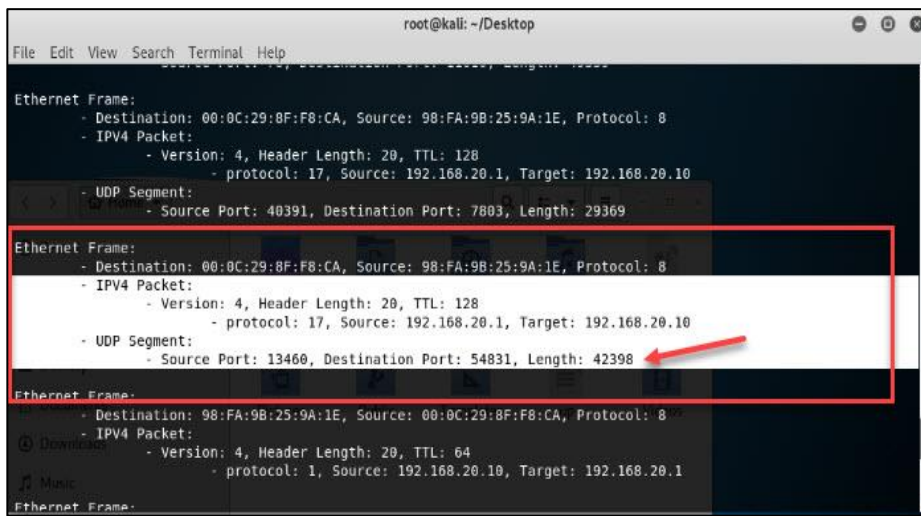 root@kali: ~/Desktop
File Edit View Search Terminal Help
Ethernet Frame:
- Destination: 00:0C:29:8F:F8:CA, Source: 98:FA:9B:25:9A:1E, Protocol: 8
- IPV4 Packet:
- Version: 4, Header Length: 20, TTL: 128
- protocol: 17, Source: 192.168.20.1, Target: 192.168.20.10
- UDP Segment:
Home
- Source Port: 40391, Destination Port: 7803, Length: 29369
Ethernet Frame:
- Destination: 00:0C:29:8F:F8:CA, Source: 98:FA:9B:25:9A:1E, Protocol: 8
- IPV4 Packet:
- Version: 4, Header Length: 20, TTL: 128
- protocol: 17, Source: 192.168.20.1, Target: 192.168.20.10
- UDP Segment:
- Source Port: 13460, Destination Port: 54831, Length: 42398
Ethernet Frame:
- Destination: 98:FA:9B:25:9A:1E, Source: 00:0C:29:8F:F8:CA, Protocol: 8
- IPV4 Packet:
Downloads
- Version: 4, Header Length: 20, TTL: 64
- protocol: 1, Source: 192.168.20.10, Target: 192.168.20.1
Music
Ethernet Frame: